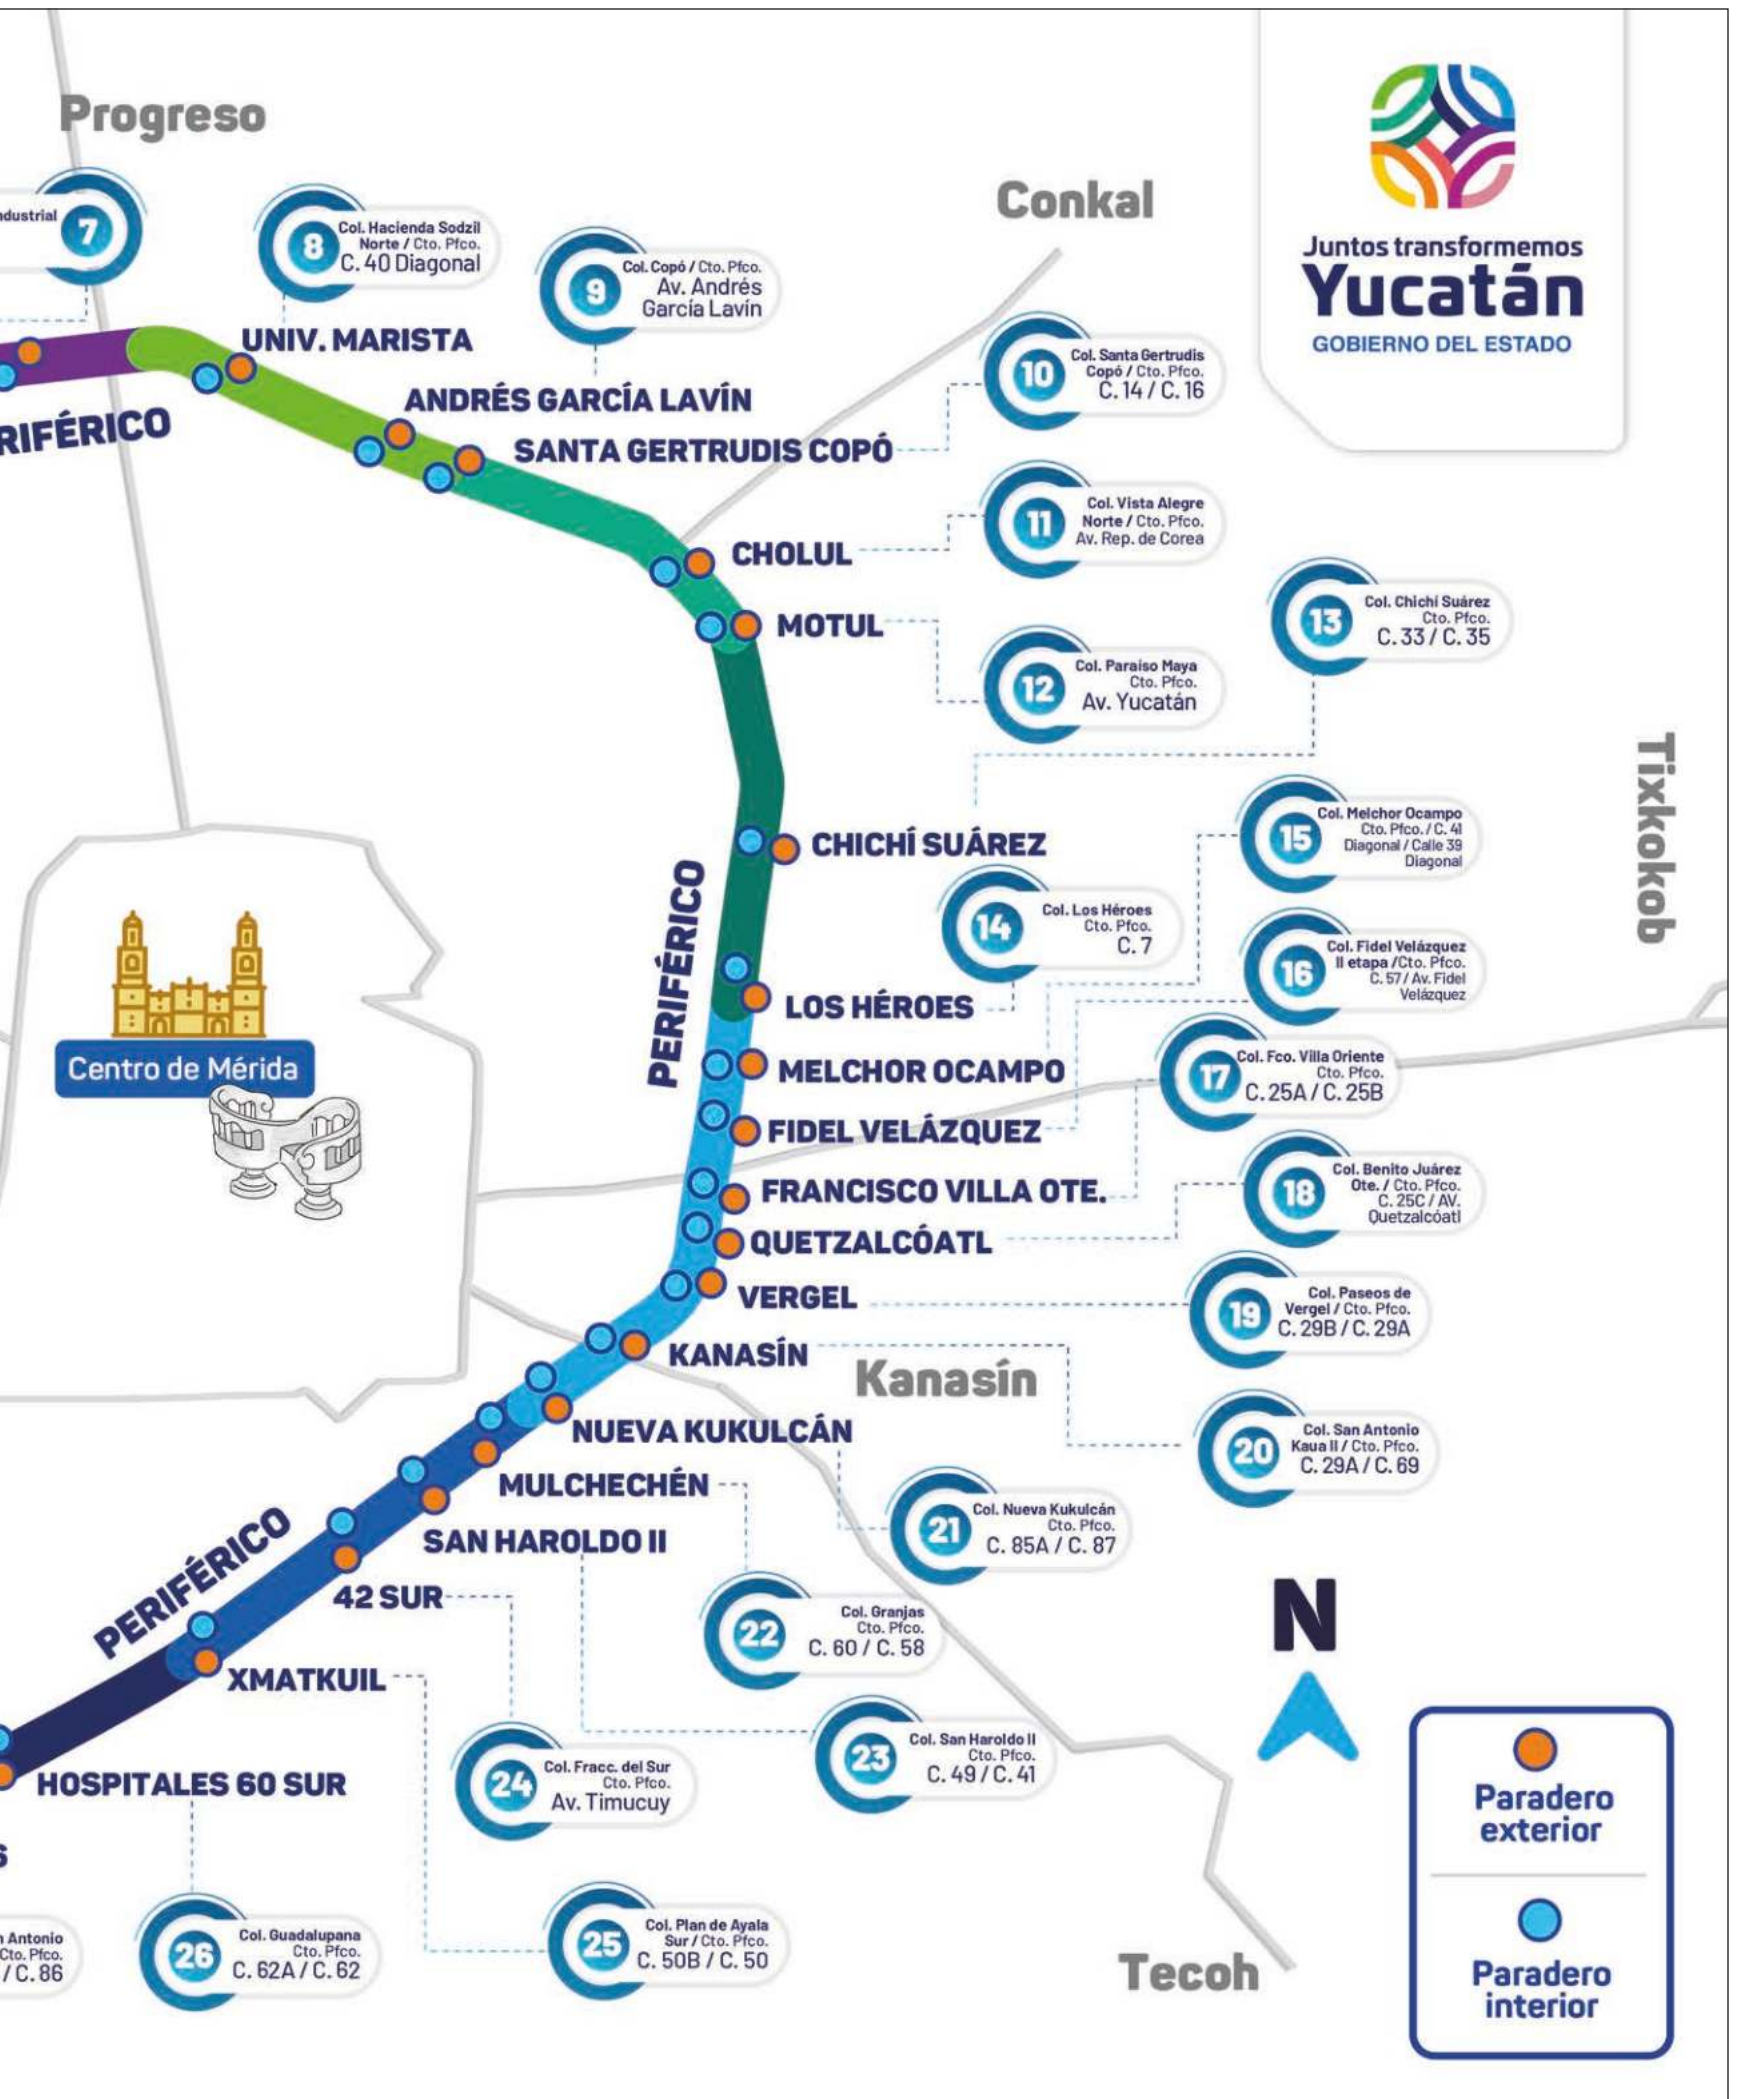 Progreso
7
8
Col. Hacienda Sodzil
Norte / Cto. Pfco.
C. 40 Diagonal
9
Col. Copó / Cto. Pfco.
Av. Andrés
García Lavín
Conkal
Juntos transformemos
Yucatán
GOBIERNO DEL ESTADO
UNIV. MARISTA
ANDRÉS GARCÍA LAVÍN
SANTA GERTRUDIS COPÓ
10
Col. Santa Gertrudis
Copó / Cto. Pfco.
C. 14 / C. 16
11
Col. Vista Alegre
Norte / Cto. Pfco.
Av. Rep. de Corea
CHOLUL
MOTUL
12
Col. Paraíso Maya
Cto. Pfco.
Av. Yucatán
13
Col. Chichí Suárez
Cto. Pfco.
C. 33 / C. 35
Tixkokob
CHICHÍ SUÁREZ
PERIFÉRICO
14
Col. Los Héroes
Cto. Pfco.
C. 7
15
Col. Melchor Ocampo
Cto. Pfco. / C. 41
Diagonal / Calle 39
Diagonal
16
Col. Fidel Velázquez
II etapa /Cto. Pfco.
C. 57 / Av. Fidel
Velázquez
LOS HÉROES
MELCHOR OCAMPO
FIDEL VELÁZQUEZ
FRANCISCO VILLA OTE.
QUETZALCÓATL
VERGEL
KANASÍN
Centro de Mérida
17
Col. Fco. Villa Oriente
Cto. Pfco.
C. 25A / C. 25B
18
Col. Benito Juárez
Ote. / Cto. Pfco.
C. 25C / AV.
Quetzalcóatl
19
Col. Paseos de
Vergel / Cto. Pfco.
C. 29B / C. 29A
Kanasín
20
Col. San Antonio
Kaua II / Cto. Pfco.
C. 29A / C. 69
NUEVA KUKULCÁN
MULCHECHÉN
SAN HAROLDO II
42 SUR
PERIFÉRICO
XMATKUIL
HOSPITALES 60 SUR
21
Col. Nueva Kukulcán
Cto. Pfco.
C. 85A / C. 87
22
Col. Granjas
Cto. Pfco.
C. 60 / C. 58
23
Col. San Haroldo II
Cto. Pfco.
C. 49 / C. 41
24
Col. Fracc. del Sur
Cto. Pfco.
Av. Timucuy
25
Col. Plan de Ayala
Sur / Cto. Pfco.
C. 50B / C. 50
26
Col. Guadalupana
Cto. Pfco.
C. 62A / C. 62
Antonio
Cto. Pfco.
/ C. 86
Tecoh
N
Paradero
exterior
Paradero
interior